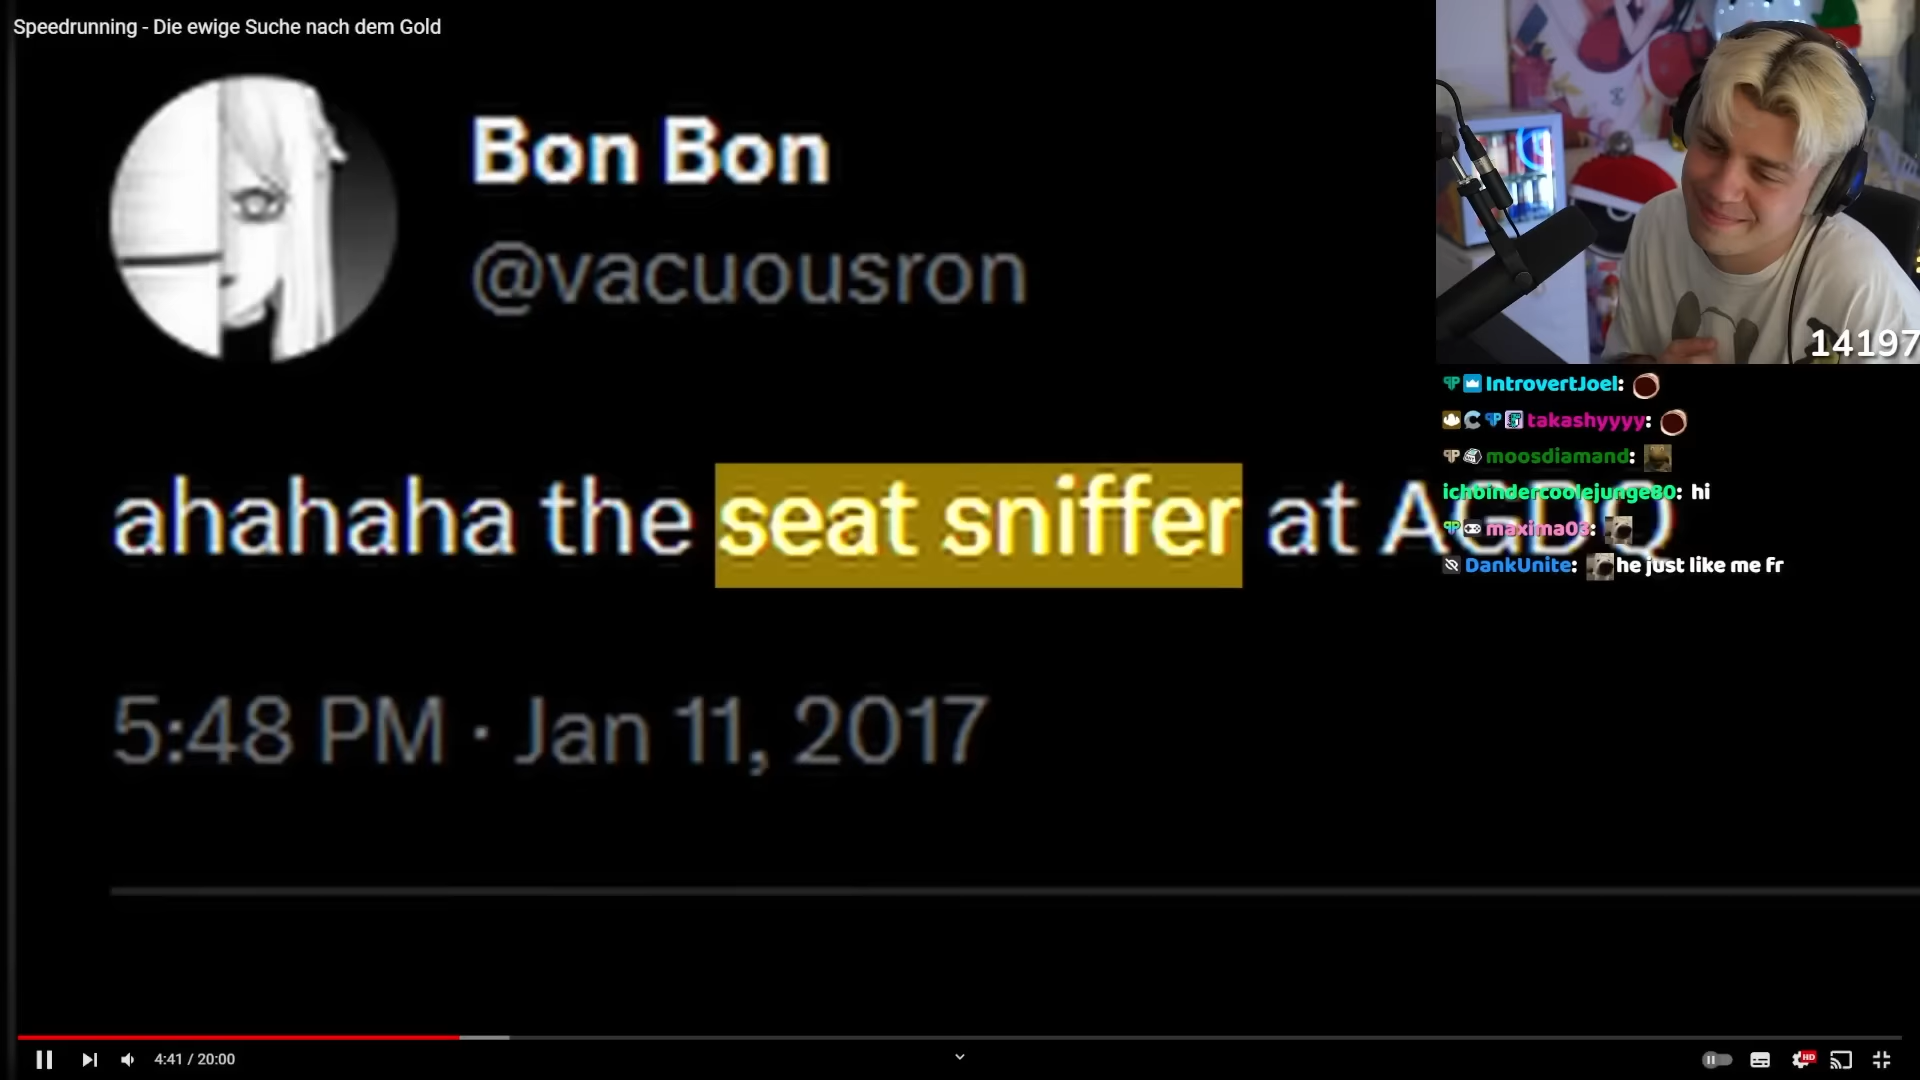 Speedrunning - Die ewige Suche nach dem Gold
Bon Bon
@vacuousron
ahahaha the seat sniffer at AGDQ
5:48 PM · Jan 11, 2017
14197
IntrovertJoel:
takashyyyy:
moosdiamand:
ichbindercoolejunge80: hi
maxima03:
DankUnite: he just like me fr
4:41 / 20:00
HD